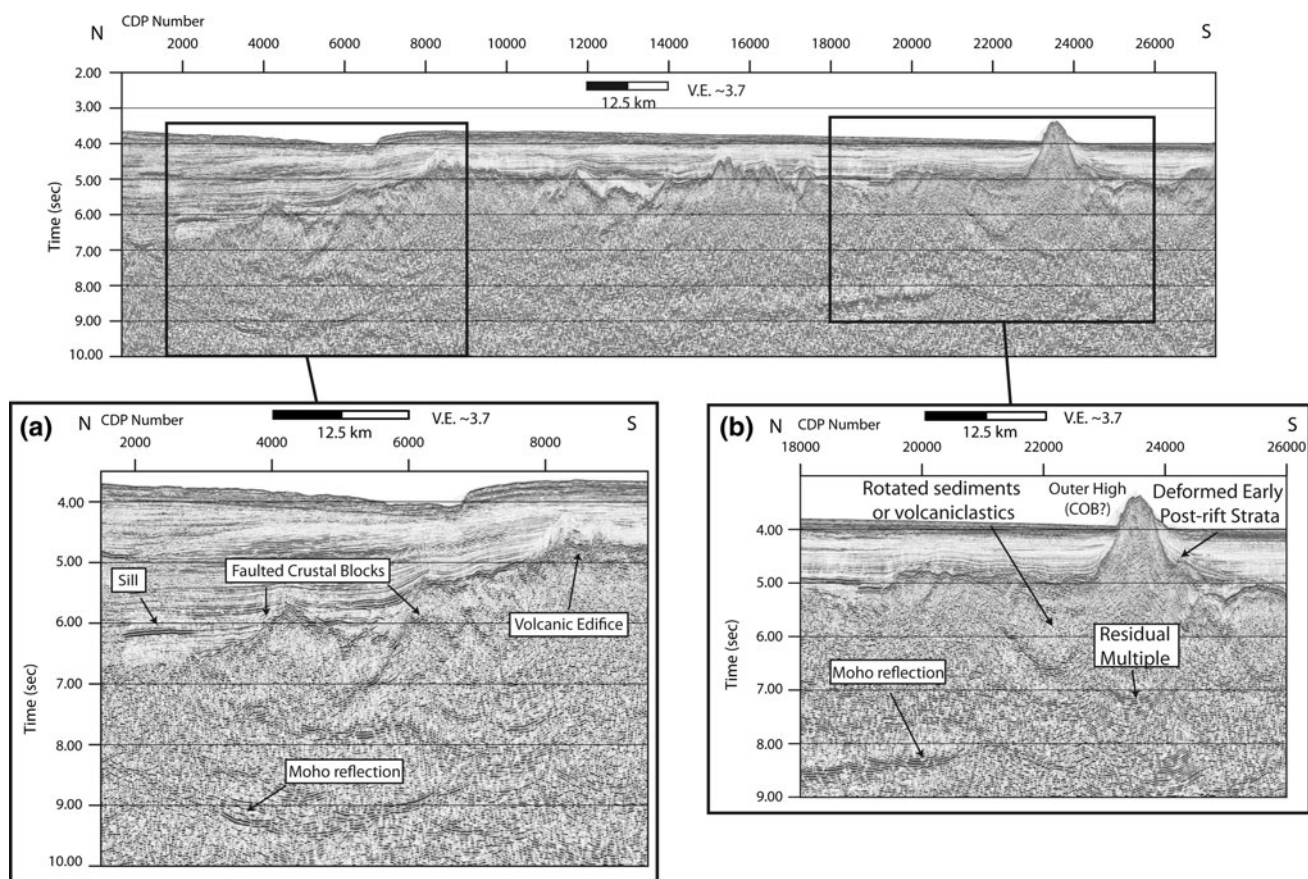 CDP Number
N
S
2000 4000 6000 8000 10000 12000 14000 16000 18000 20000 22000 24000 26000
2.00
3.00
4.00
5.00
6.00
7.00
8.00
9.00
10.00
Time (sec)
12.5 km
V.E. ~3.7
(a) N CDP Number
12.5 km
V.E. ~3.7
S
2000 4000 6000 8000
4.00
5.00
6.00
7.00
8.00
9.00
10.00
Time (sec)
Sill
Faulted Crustal Blocks
Volcanic Edifice
Moho reflection
(b) N CDP Number
12.5 km
V.E. ~3.7
S
18000 20000 22000 24000 26000
4.00
5.00
6.00
7.00
8.00
9.00
Time (sec)
Rotated sediments
or volcaniclastics
Outer High
(COB?)
Deformed Early
Post-rift Strata
Residual
Multiple
Moho reflection